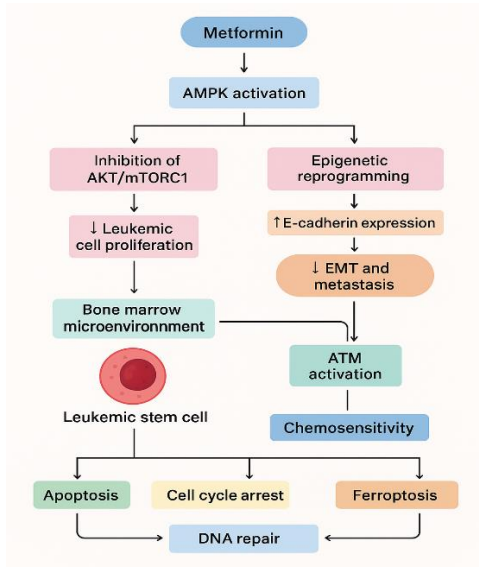 Metformin
AMPK activation
Inhibition of
AKT/mTORC1
Epigenetic
reprogramming
↓ Leukemic
cell proliferation
↑ E-cadherin expression
↓ EMT and
metastasis
Bone marrow
microenvironnment
ATM
activation
Leukemic stem cell
Chemosensitivity
Apoptosis
Cell cycle arrest
Ferroptosis
DNA repair